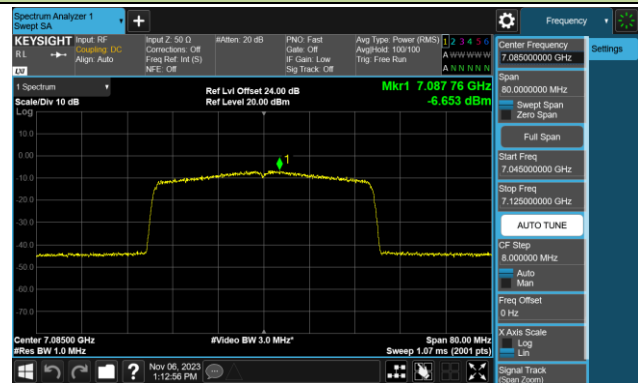 Spectrum Analyzer 1
Swept SA
Frequency
KEYSIGHT
Input: RF
Coupling: DC
Align: Auto
Input Z: 50 Ω
Corrections: Off
Freq Ref: Int (S)
NFE: Off
#Atten: 20 dB
PNO: Fast
Gate: Off
IF Gain: Low
Sig Track: Off
Avg Type: Power (RMS)
Avg|Hold: 100/100
Trig: Free Run
1 2 3 4 5 6
A WW W W W
A N N N N N
RL
LXI
1 Spectrum
Scale/Div 10 dB
Log
Ref Lvl Offset 24.00 dB
Ref Level 20.00 dBm
Mkr1 7.087 76 GHz
-6.653 dBm
1
10.0
0.00
-10.0
-20.0
-30.0
-40.0
-50.0
-60.0
-70.0
Center 7.08500 GHz
#Res BW 1.0 MHz
#Video BW 3.0 MHz*
Span 80.00 MHz
Sweep 1.07 ms (2001 pts)
Nov 06, 2023
1:12:56 PM
Center Frequency
7.085000000 GHz
Settings
Span
80.0000000 MHz
Swept Span
Zero Span
Full Span
Start Freq
7.045000000 GHz
Stop Freq
7.125000000 GHz
AUTO TUNE
CF Step
8.000000 MHz
Auto
Man
Freq Offset
0 Hz
X Axis Scale
Log
Lin
Signal Track
(Span Zoom)